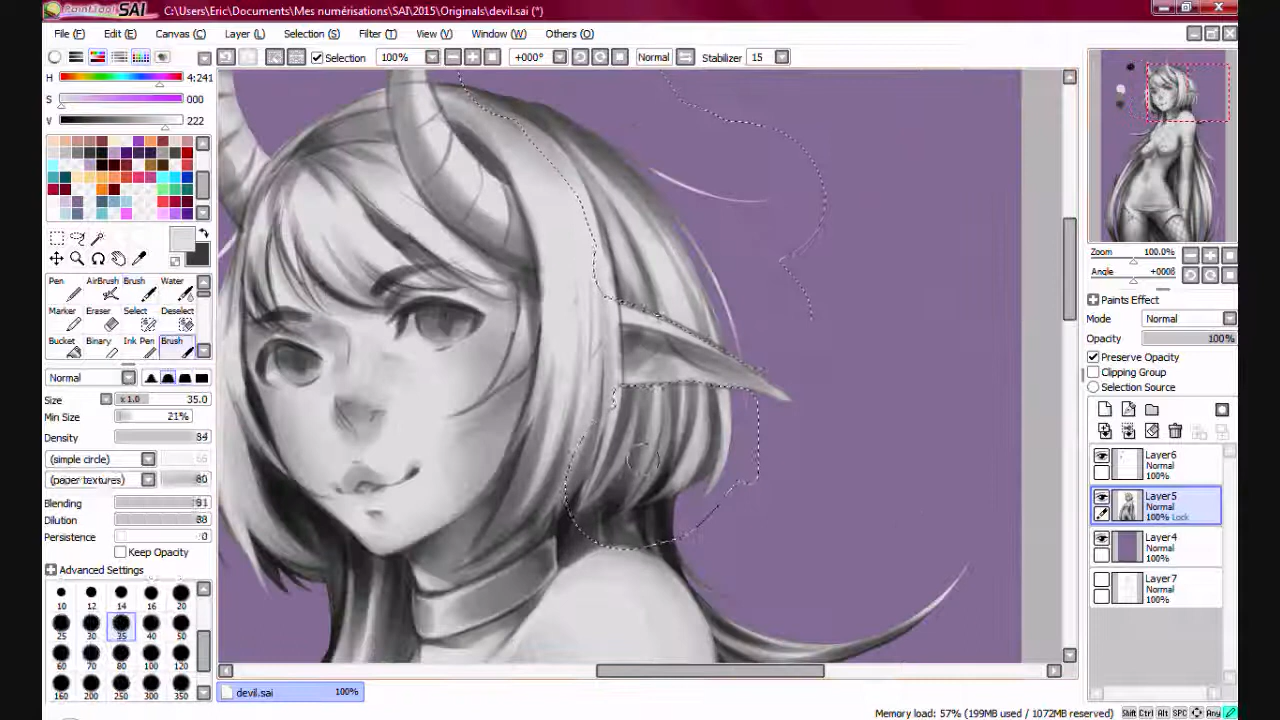 PaintTool SAI C:\Users\Eric\Documents\Mes numérisations\SAI\2015\Originals\devil.sai (*)
File (F) Edit (E) Canvas (C) Layer (L) Selection (S) Filter (T) View (V) Window (W) Others (O)
Selection 100% +000° Normal Stabilizer 15
H 4:241
S 000
V 222
Pen AirBrush Brush Water
Marker Eraser Select Deselect
Bucket Binary Ink Pen Brush
Normal
Size x 1.0 35.0
Min Size 21%
Density 84
(simple circle)
(paper textures) 80
Blending 91
Dilution 88
Persistence 0
Keep Opacity
Advanced Settings
10 12 14 16 20
25 30 35 40 50
60 70 80 100 120
160 200 250 300 350
Zoom 100.0%
Angle
Paints Effect
Mode Normal
Opacity 100%
Preserve Opacity
Clipping Group
Selection Source
Layer6
Normal
100%
Layer5
Normal
100% Lock
Layer4
Normal
100%
Layer7
Normal
100%
devil.sai 100%
Memory load: 57% (199MB used / 1072MB reserved) Shift Ctrl Alt SPC Any